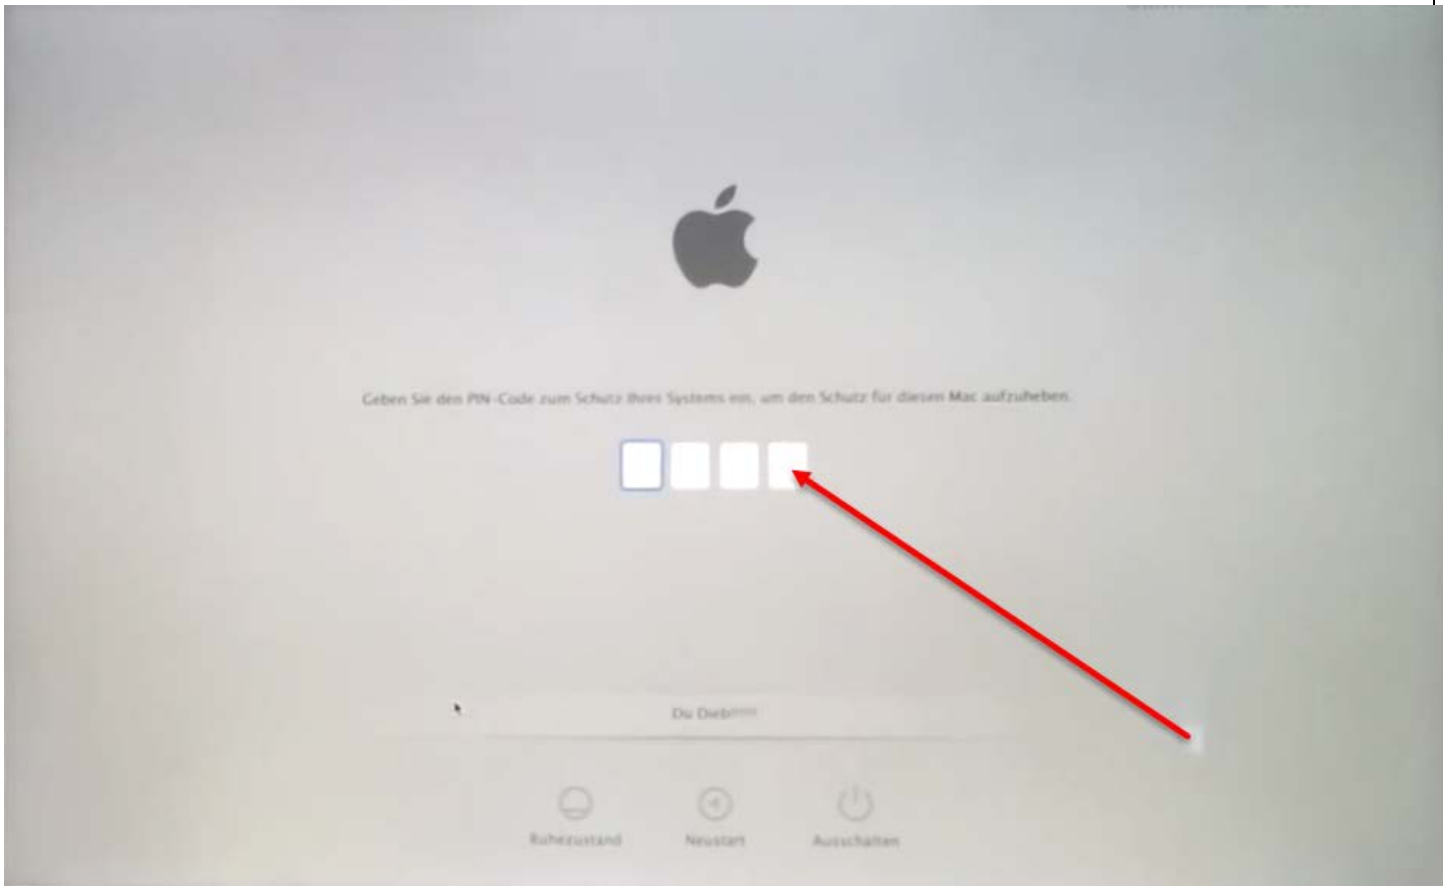 Geben Sie den PIN-Code zum Schutz Ihres Systems ein, um den Schutz für diesen Mac aufzuheben.
Du Dieb!!!!!!
Ruhezustand
Neustart
Ausschalten